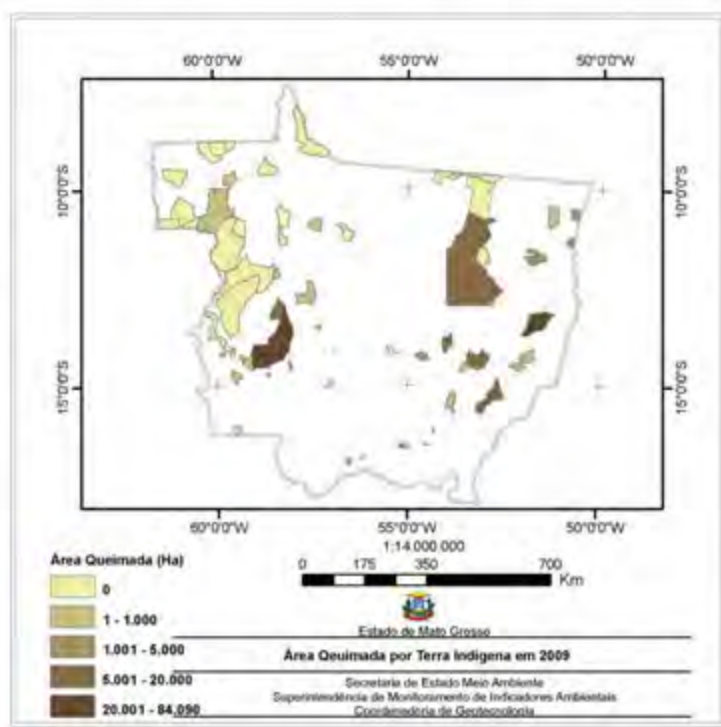 60°0'0"W 55°0'0"W 50°0'0"W
10°0'0"S 10°0'0"S
15°0'0"S 15°0'0"S
60°0'0"W 55°0'0"W 50°0'0"W
1:14.000.000
0 175 350 700
Km
Área Queimada (Ha)
0
1 - 1.000
1.001 - 5.000
5.001 - 20.000
20.001 - 84.090
Estado de Mato Grosso
Área Qeuimada por Terra Indígena em 2009
Secretaria de Estado Meio Ambiente
Superintendência de Monitoramento de Indicadores Ambientais
Coordenadoria de Geotecnologia